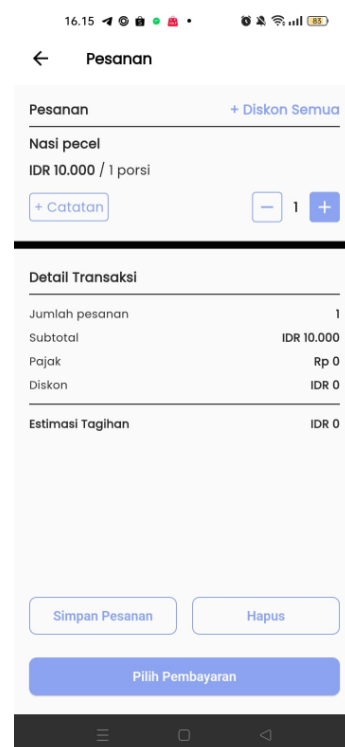 16.15 83
Pesanan
Pesanan + Diskon Semua
Nasi pecel
IDR 10.000 / 1 porsi
+ Catatan 1 +
Detail Transaksi
Jumlah pesanan 1
Subtotal IDR 10.000
Pajak Rp 0
Diskon IDR 0
Estimasi Tagihan IDR 0
Simpan Pesanan Hapus
Pilih Pembayaran